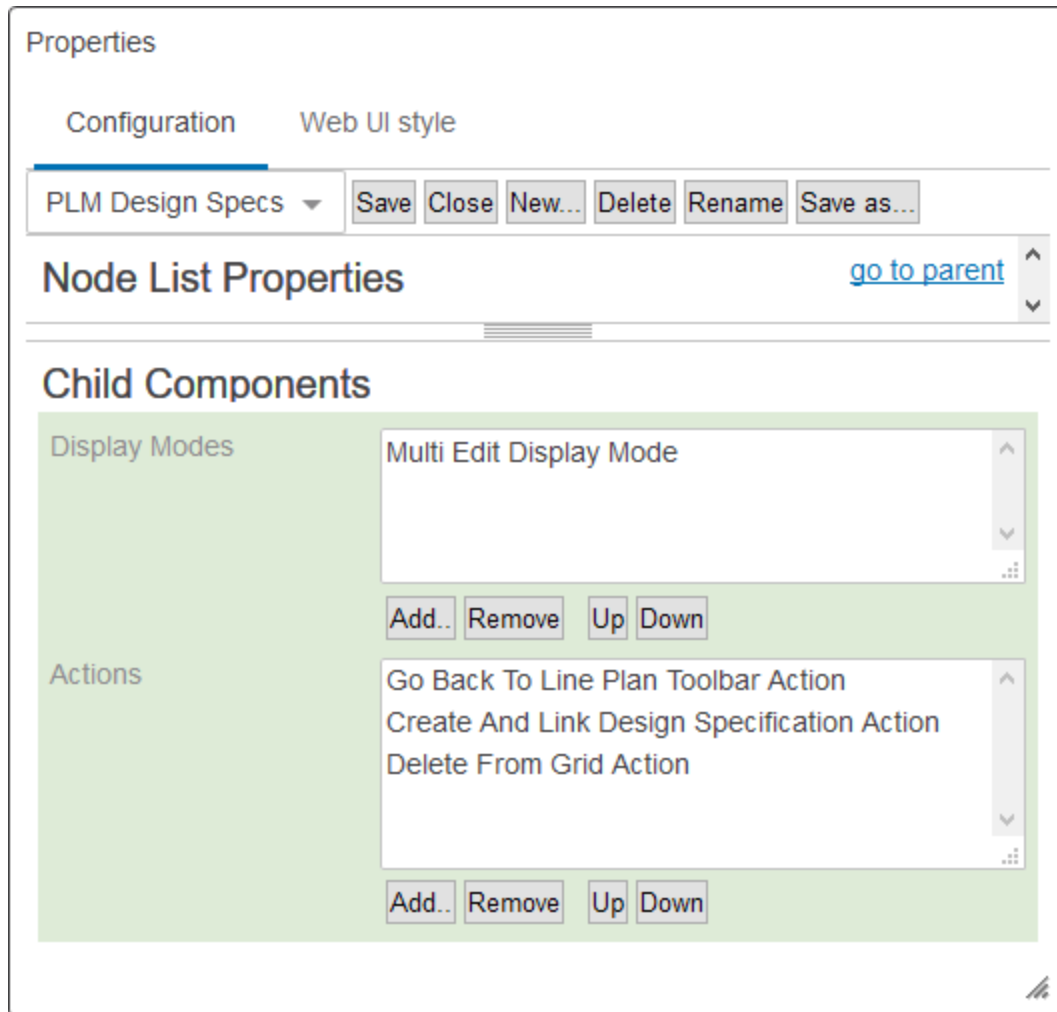 Properties
Configuration Web UI style
PLM Design Specs Save Close New... Delete Rename Save as...
Node List Properties go to parent
Child Components
Display Modes Multi Edit Display Mode
Add.. Remove Up Down
Actions Go Back To Line Plan Toolbar Action
Create And Link Design Specification Action
Delete From Grid Action
Add.. Remove Up Down